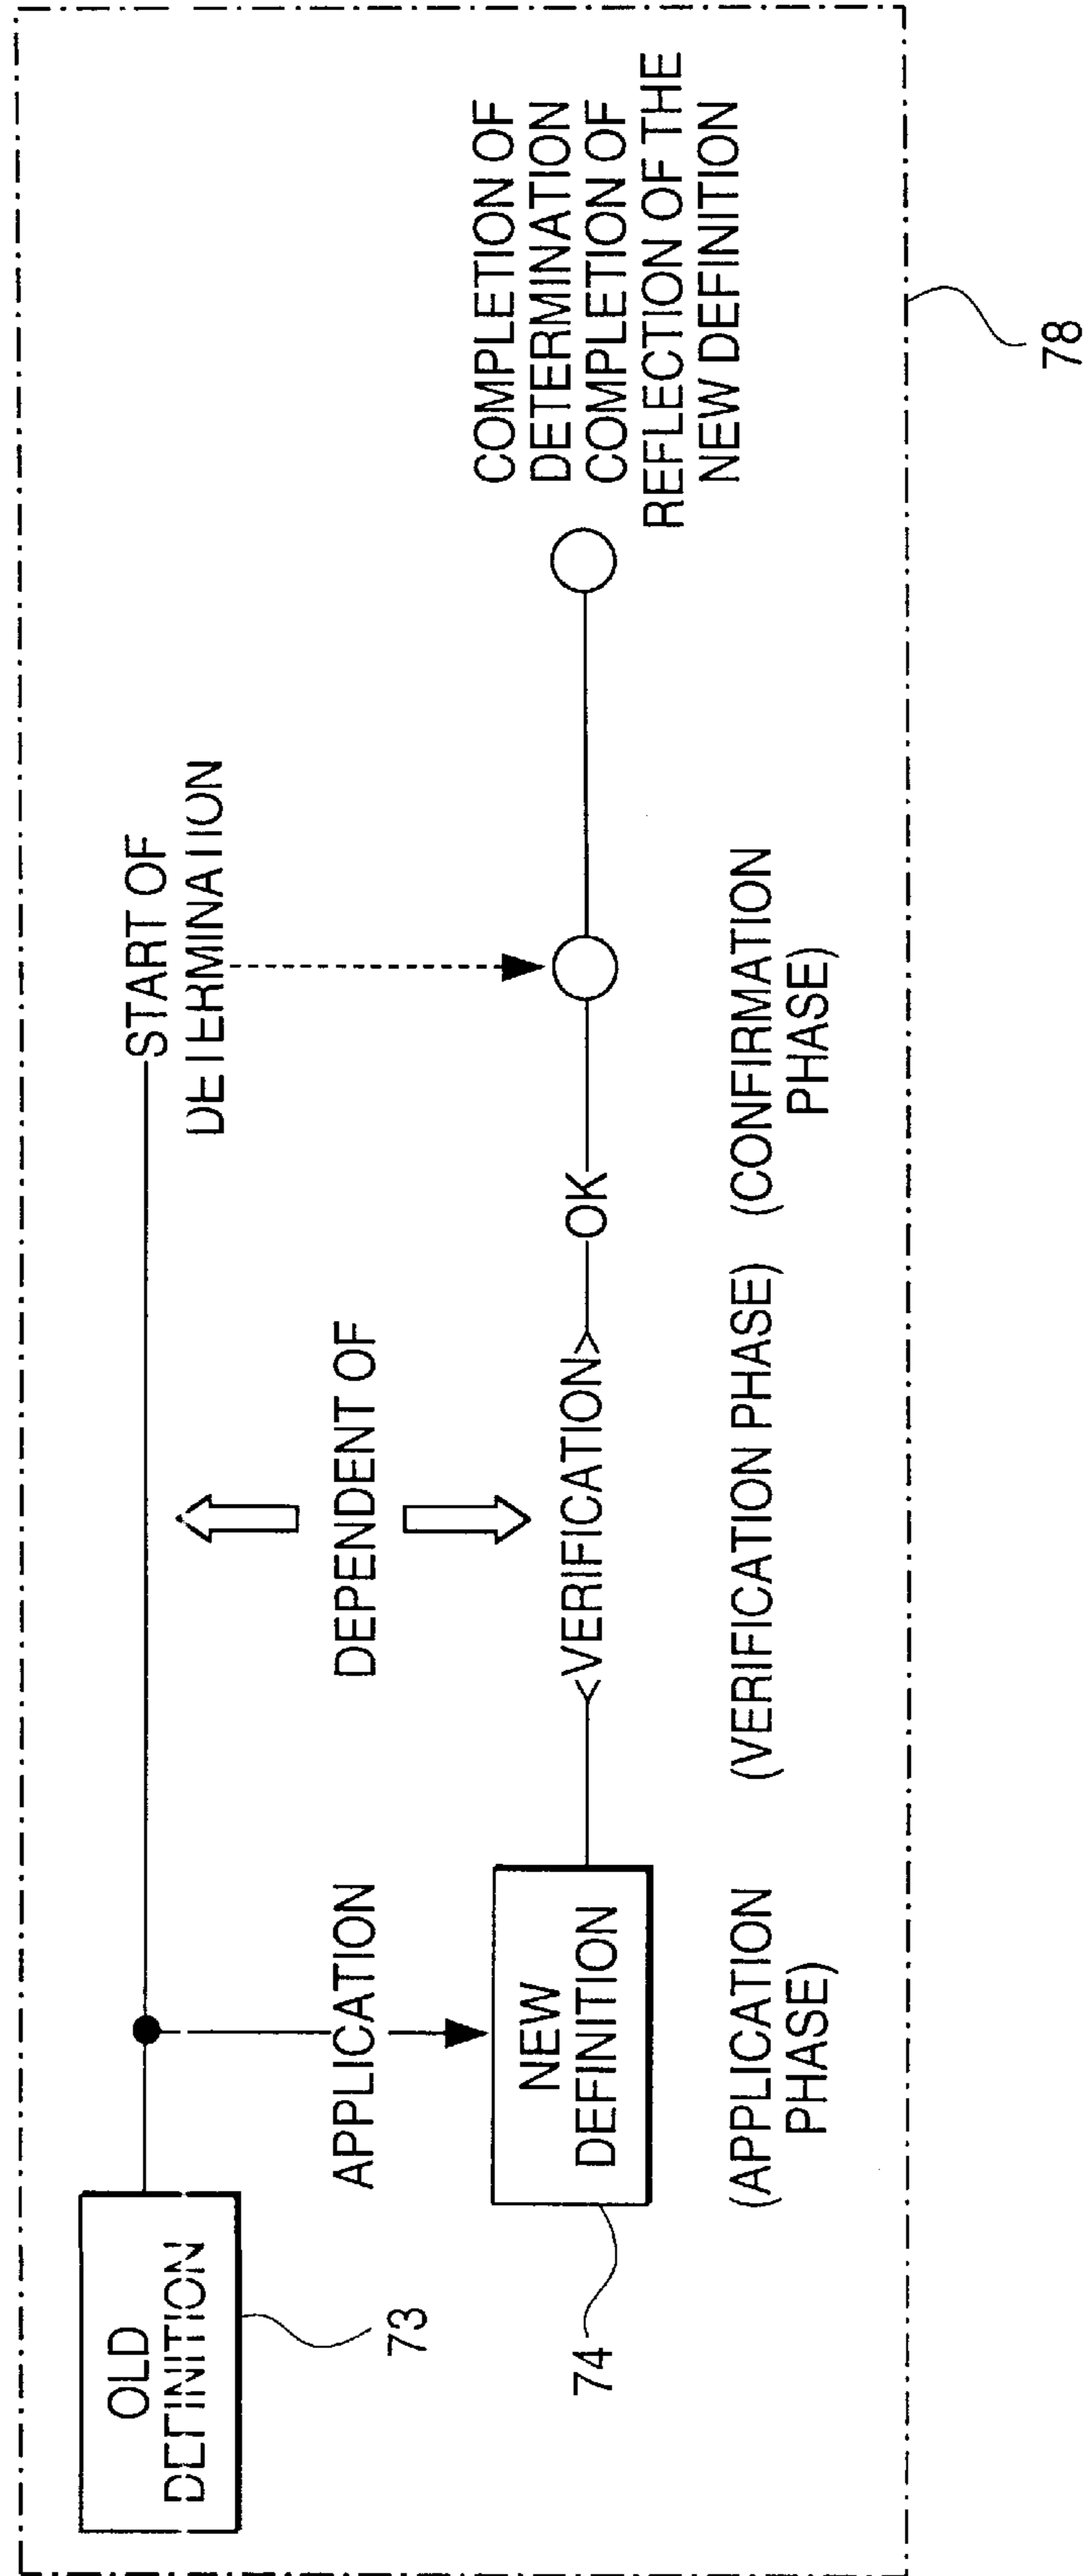 OLD
DEFINITION
73
START OF
DETERMINATION
APPLICATION
DEPENDENT OF
NEW
DEFINITION
74
<VERIFICATION>
OK
COMPLETION OF
DETERMINATION
COMPLETION OF
REFLECTION OF THE
NEW DEFINITION
(APPLICATION
PHASE)
(VERIFICATION PHASE)
(CONFIRMATION
PHASE)
78